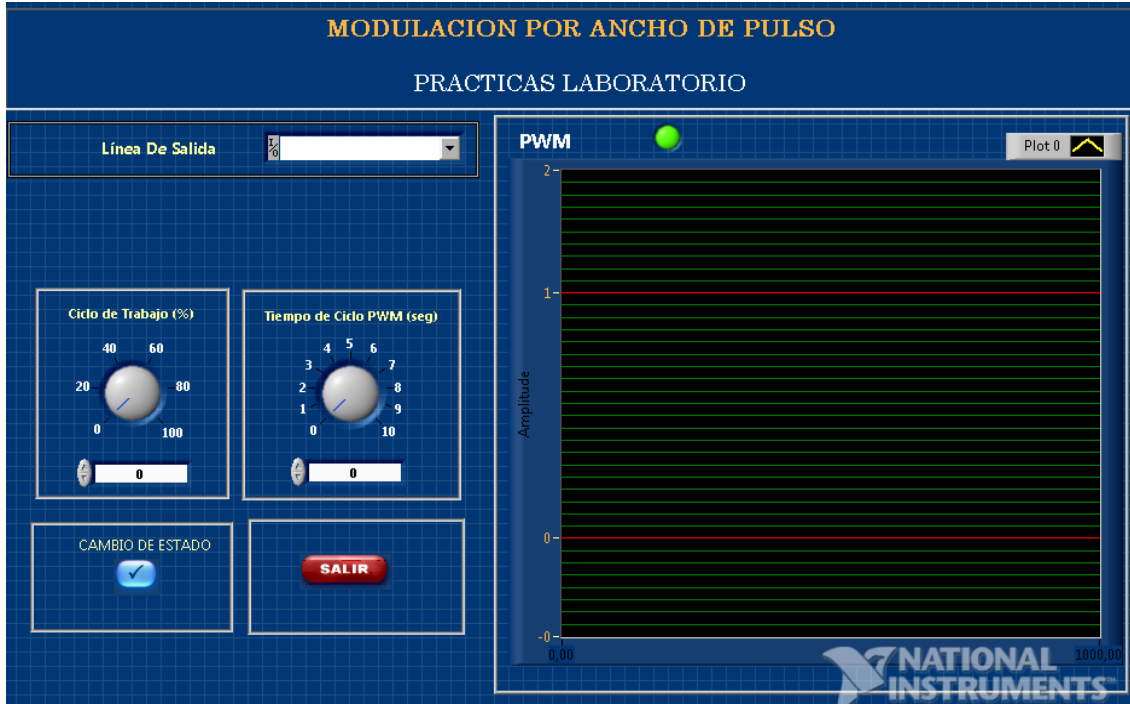 MODULACION POR ANCHO DE PULSO
PRACTICAS LABORATORIO
Línea De Salida
I/O
PWM
Plot 0
Ciclo de Trabajo (%)
0 20 40 60 80 100
0
Tiempo de Ciclo PWM (seg)
0 1 2 3 4 5 6 7 8 9 10
0
CAMBIO DE ESTADO
SALIR
Amplitude
2
1
0
-0
0,00
1000,00
NATIONAL
INSTRUMENTS™